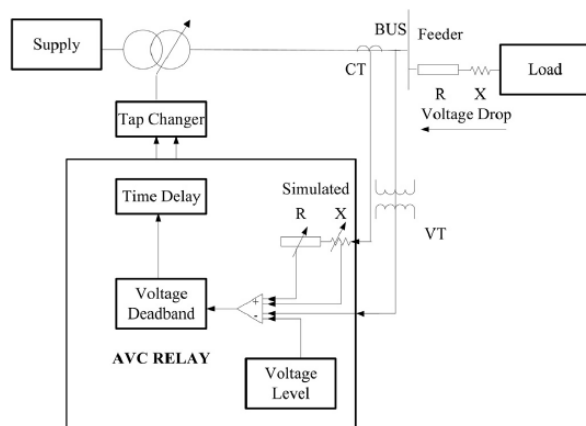 Supply
BUS
Feeder
Load
CT
R
X
Voltage Drop
Tap Changer
Time Delay
Simulated
R
X
VT
+
-
Voltage
Deadband
AVC RELAY
Voltage
Level